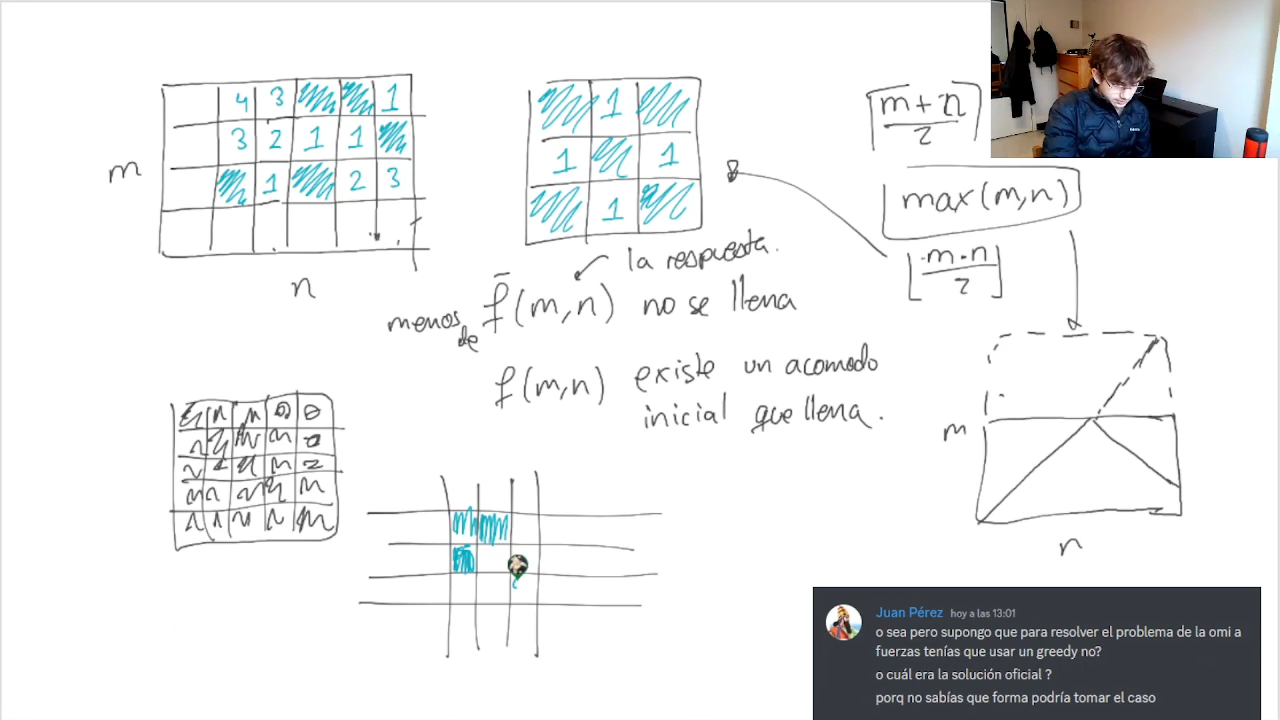 4 3 1
3 2 1 1
1 2 3
m
n
1
1 1
1
m + n
2
max(m,n)
m · n
2
la respuesta.
menos de f(m,n) no se llena
f(m,n) existe un acomodo
inicial que llena.
m
n
Juan Pérez hoy a las 13:01
o sea pero supongo que para resolver el problema de la omi a
fuerzas tenías que usar un greedy no?
o cuál era la solución oficial ?
porq no sabías que forma podría tomar el caso